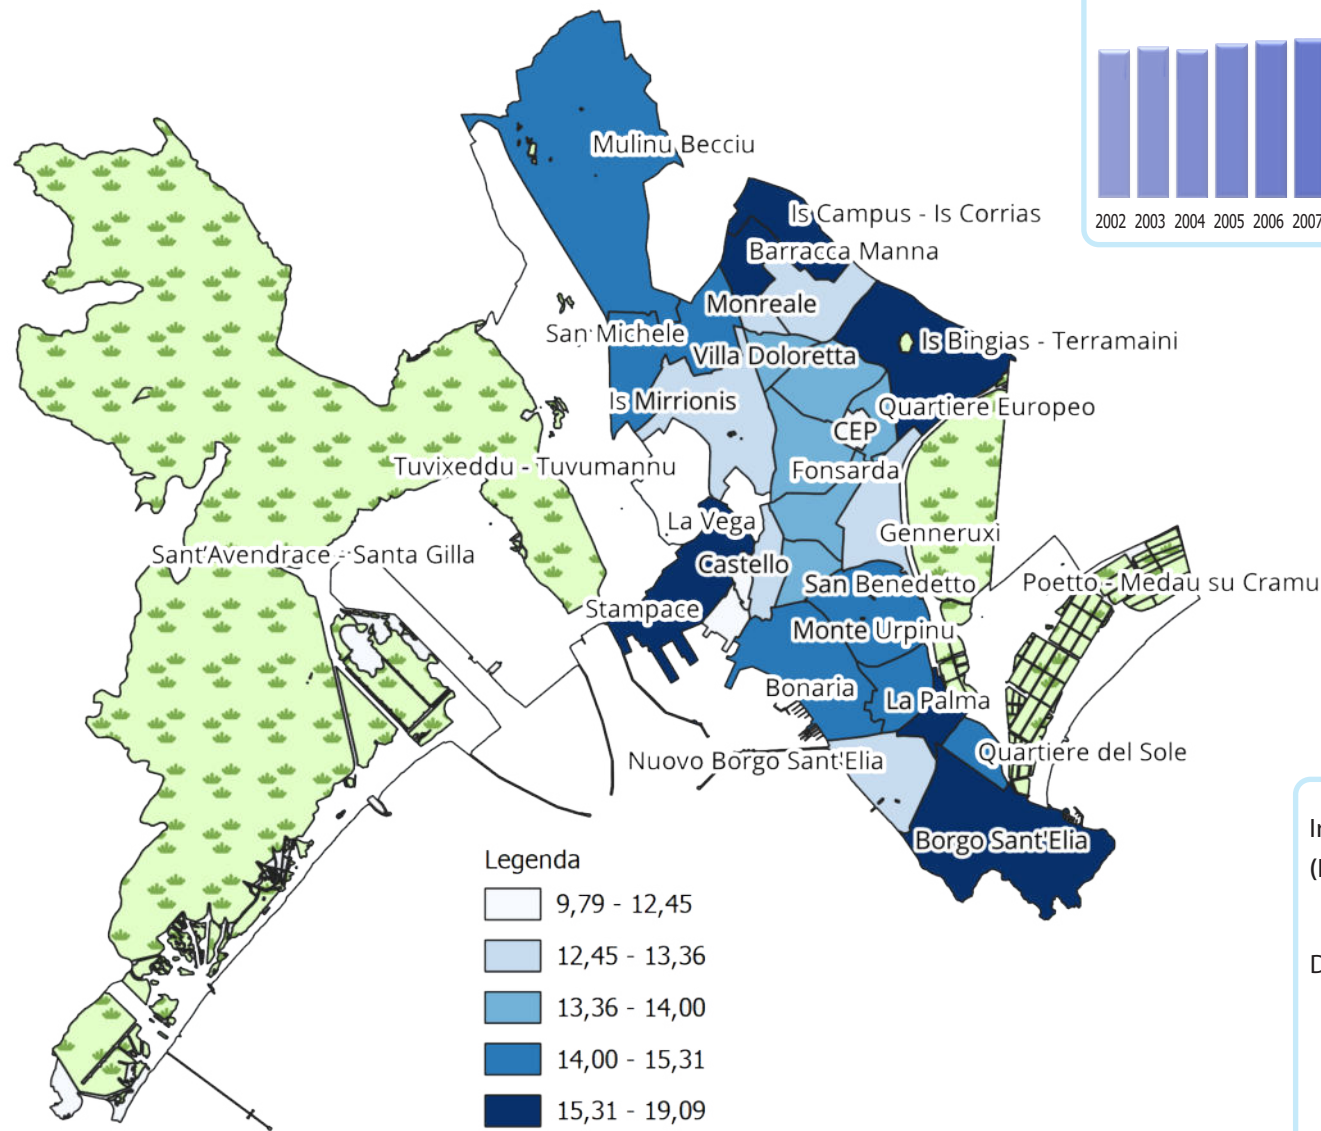 2002 2003 2004 2005 2006 2007
Mulinu Becciu
Is Campus - Is Corrias
Barracca Manna
Monreale
San Michele
Villa Doloretta
Is Bingias - Terramaini
Is Mirrionis
Quartiere Europeo
CEP
Tuvixeddu - Tuvumannu
Fonsarda
La Vega
Genneruxi
Sant'Avendrace - Santa Gilla
Castello
San Benedetto
Poetto - Medau su Cramu
Stampace
Monte Urpinu
Bonaria
La Palma
Nuovo Borgo Sant'Elia
Quartiere del Sole
Borgo Sant'Elia
Legenda
9,79 - 12,45
12,45 - 13,36
13,36 - 14,00
14,00 - 15,31
15,31 - 19,09